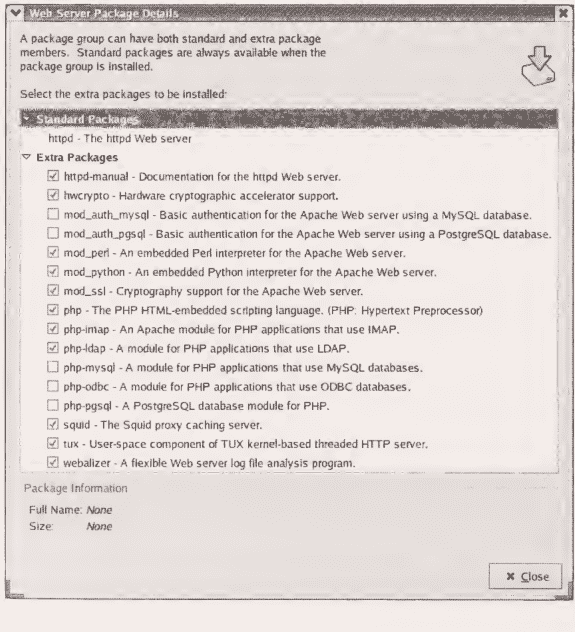 Web Server Package Details
A package group can have both standard and extra package
members. Standard packages are always available when the
package group is installed.
Select the extra packages to be installed:
Standard Packages
httpd - The httpd Web server
Extra Packages
httpd-manual - Documentation for the httpd Web server.
hwcrypto - Hardware cryptographic accelerator support.
mod_auth_mysql - Basic authentication for the Apache Web server using a MySQL database.
mod_auth_pgsql - Basic authentication for the Apache Web server using a PostgreSQL database.
mod_perl - An embedded Perl interpreter for the Apache Web server.
mod_python - An embedded Python interpreter for the Apache Web server.
mod_ssl - Cryptography support for the Apache Web server.
php - The PHP HTML-embedded scripting language. (PHP: Hypertext Preprocessor)
php-imap - An Apache module for PHP applications that use IMAP.
php-ldap - A module for PHP applications that use LDAP.
php-mysql - A module for PHP applications that use MySQL databases.
php-odbc - A module for PHP applications that use ODBC databases.
php-pgsql - A PostgreSQL database module for PHP.
squid - The Squid proxy caching server.
tux - User-space component of TUX kernel-based threaded HTTP server.
webalizer - A flexible Web server log file analysis program.
Package Information
Full Name: None
Size: None
Close